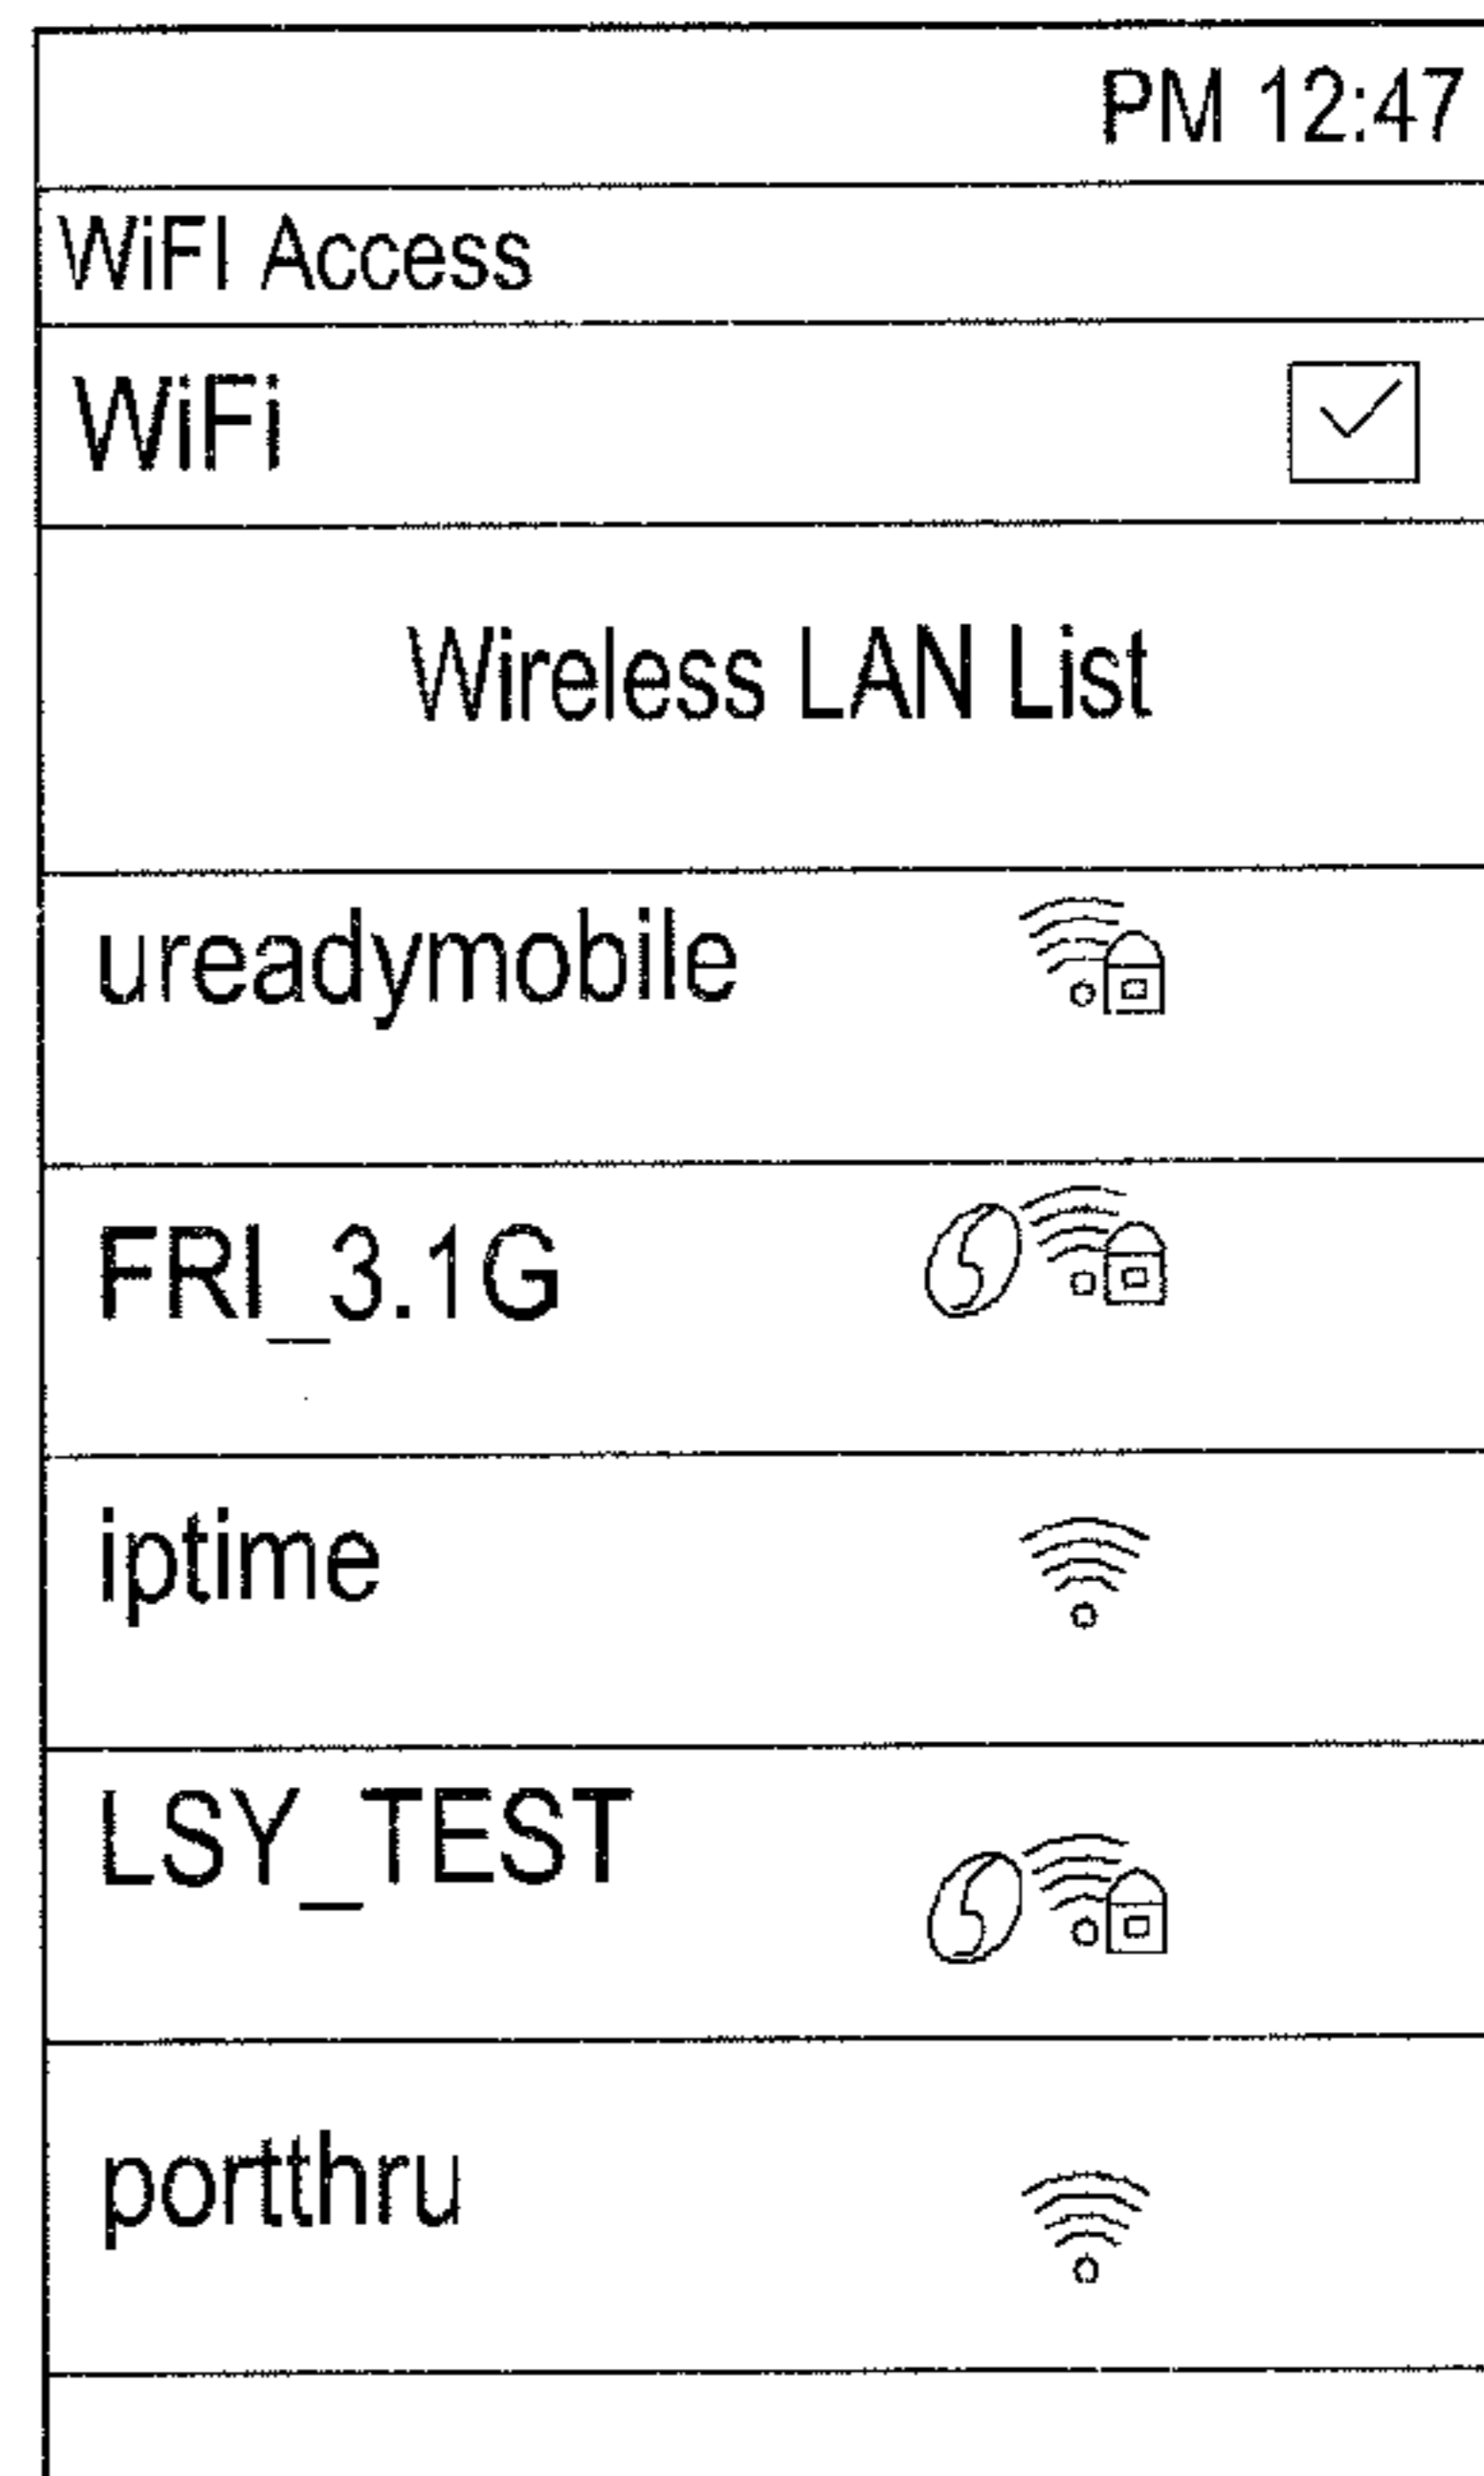 PM 12:47
WiFI Access
WiFi
Wireless LAN List
ureadymobile
FRI_3.1G
iptime
LSY_TEST
portthru